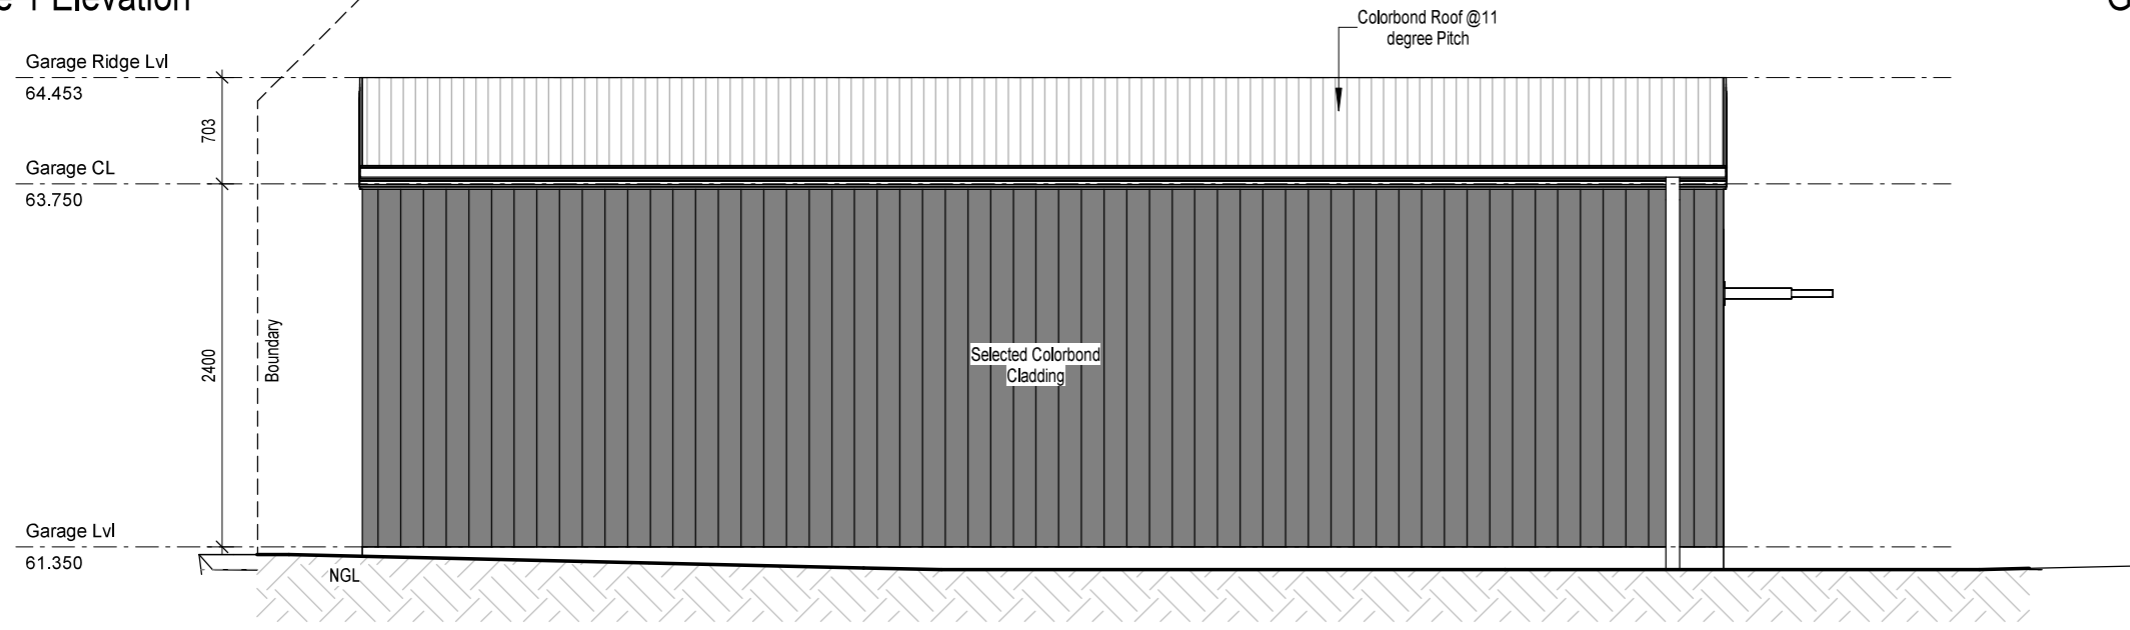 1 Elevation
Colorbond Roof @11
degree Pitch
Garage Ridge Lvl
64.453
703
Garage CL
63.750
2400
Boundary
Selected Colorbond
Cladding
Garage Lvl
61.350
NGL